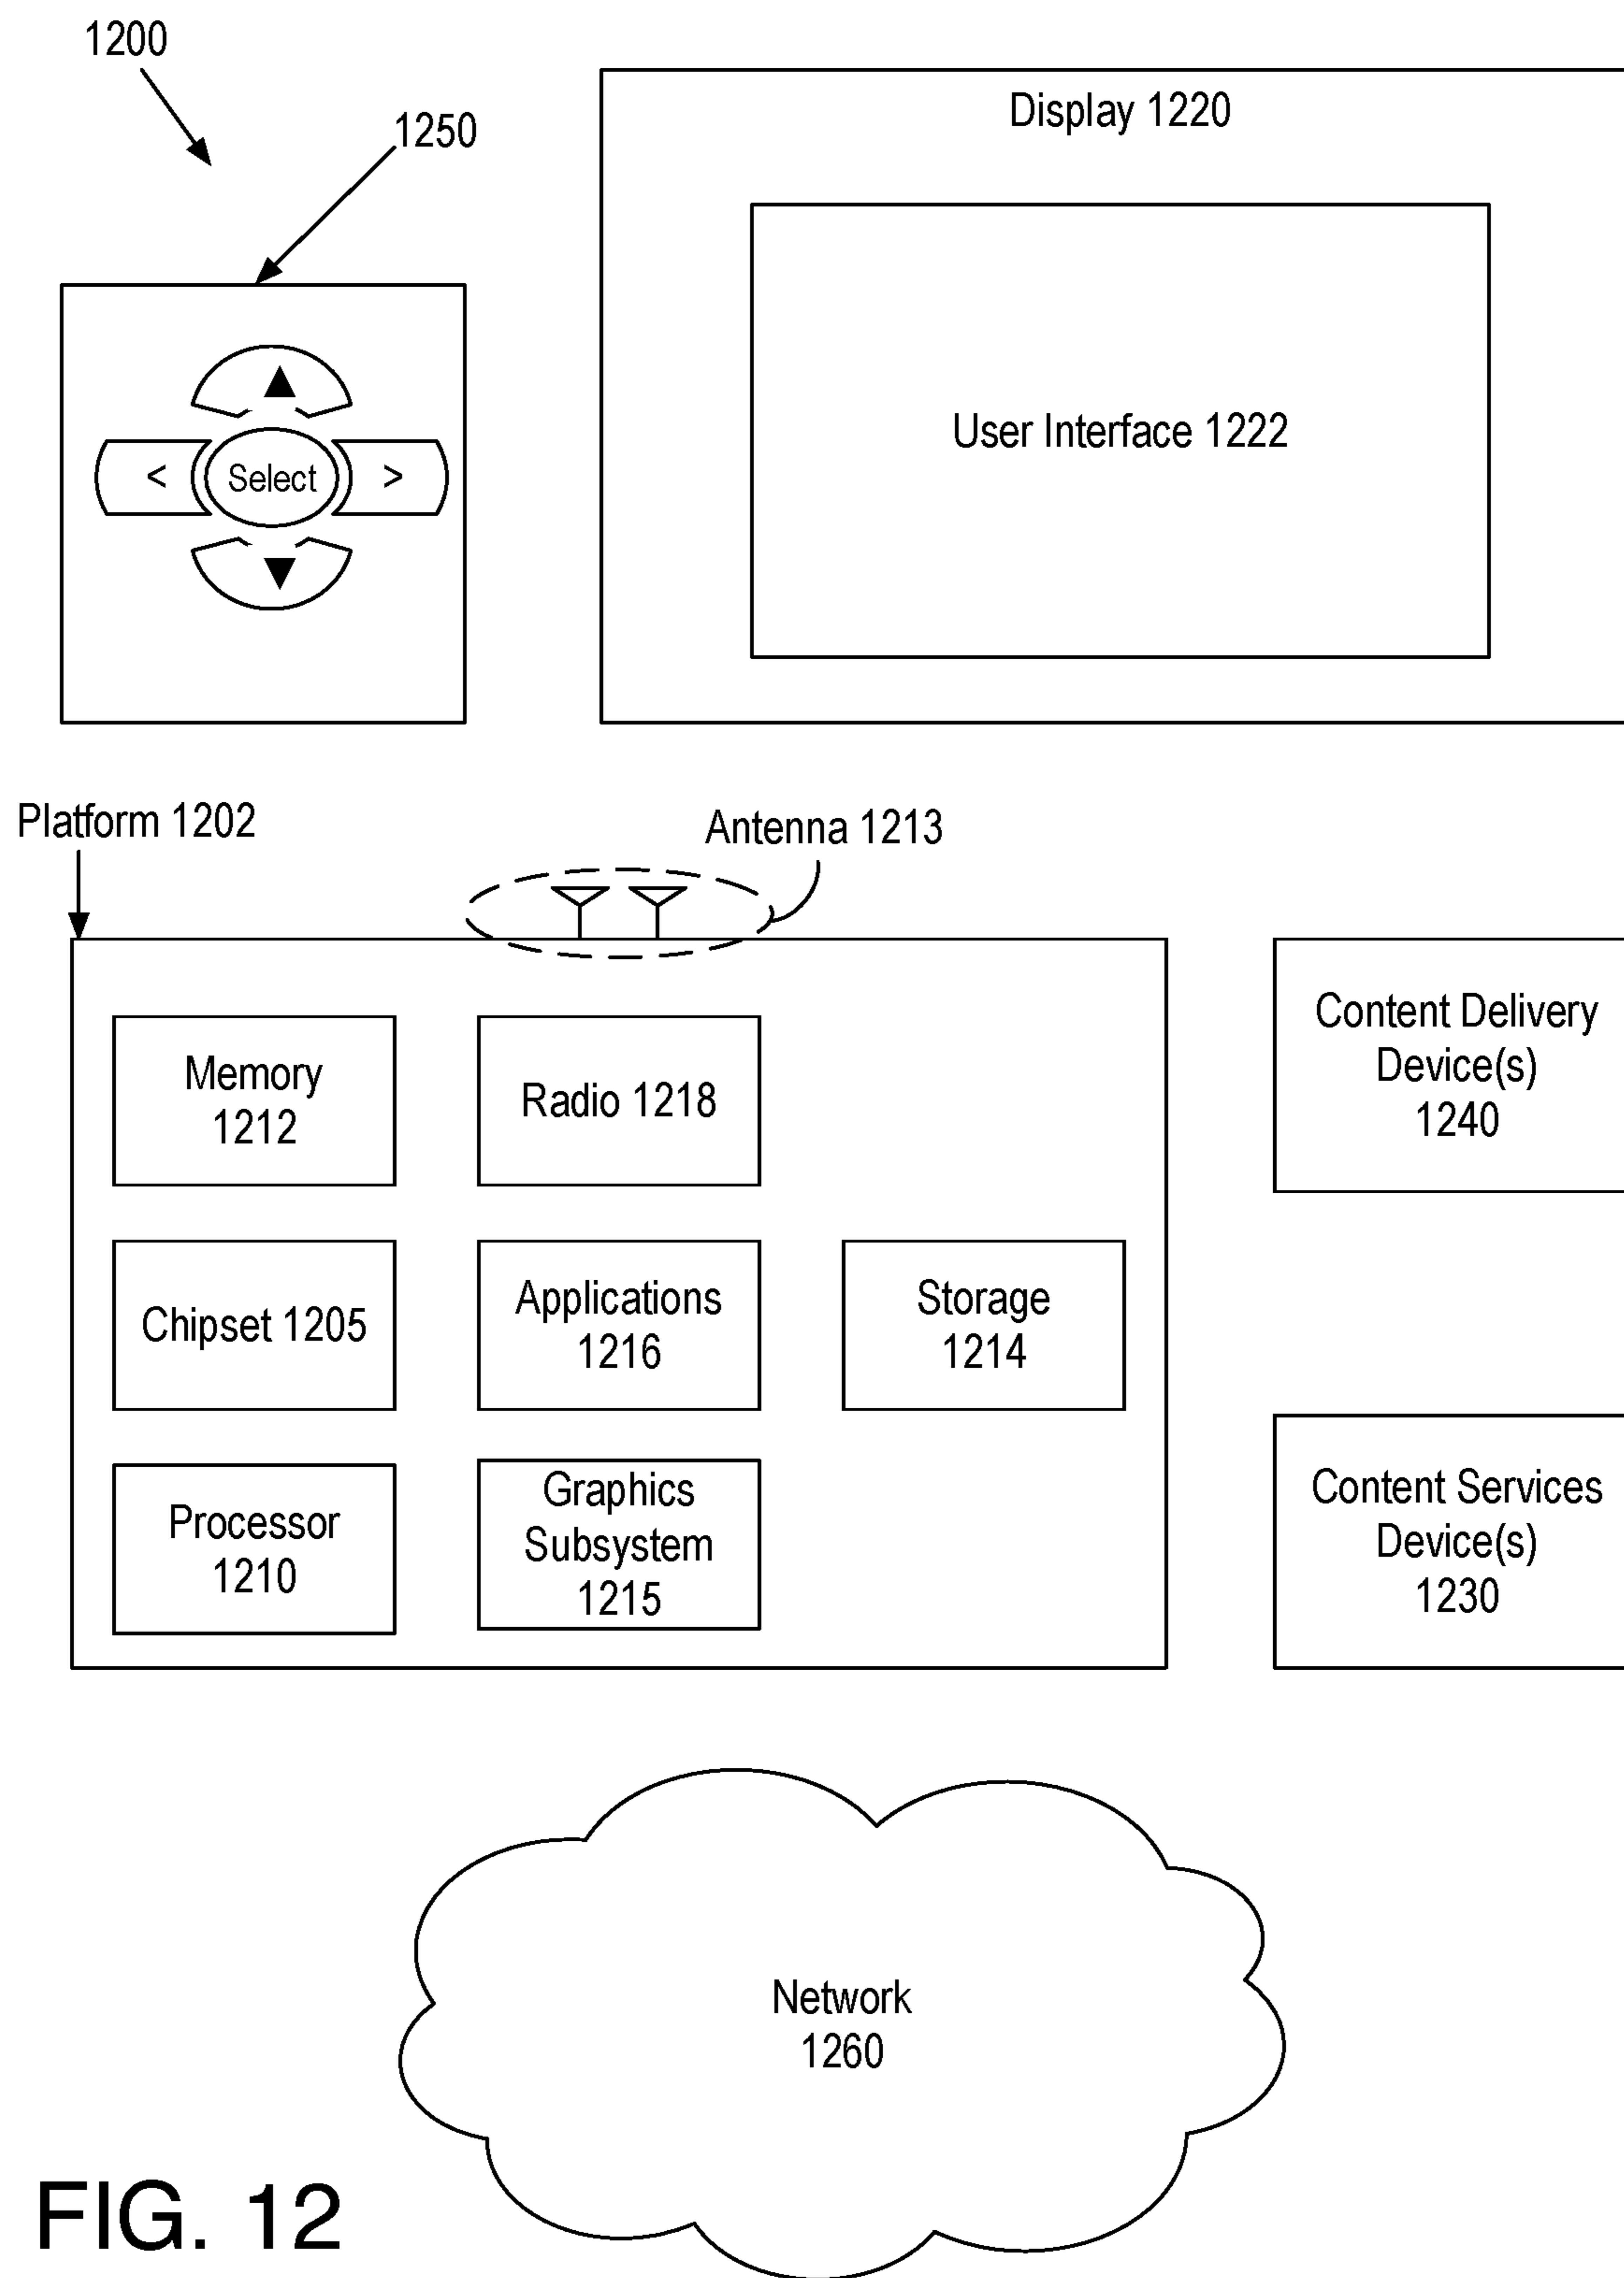 1200
1250
Display 1220
User Interface 1222
<
Select
>
Platform 1202
Antenna 1213
Memory
1212
Radio 1218
Content Delivery
Device(s)
1240
Chipset 1205
Applications
1216
Storage
1214
Processor
1210
Graphics
Subsystem
1215
Content Services
Device(s)
1230
Network
1260
FIG. 12